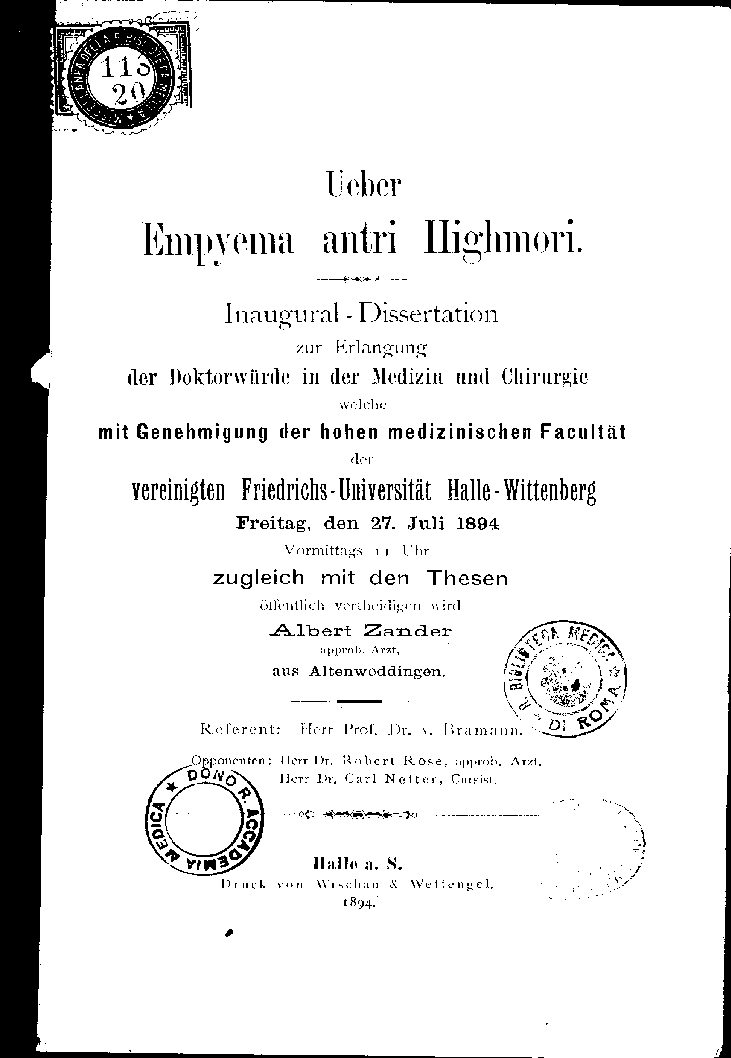 118
20
Ueber
Empyema antri Highmori.
Inaugural-Dissertation
zur Erlangung
der Doktorwürde in der Medizin und Chirurgie
welche
mit Genehmigung der hohen medizinischen Facultät
der
vereinigten Friedrichs-Universität Halle-Wittenberg
Freitag, den 27. Juli 1894
Vormittags 11 Uhr
zugleich mit den Thesen
öffentlich vertheidigen wird
Albert Zander
approb. Arzt,
aus Altenweddingen.
R. BIBLIOTECA MEDICA
DI ROMA
Referent: Herr Prof. Dr. v. Bramann.
Opponenten: Herr Dr. Robert Rose, approb. Arzt.
Herr Dr. Carl Netter,
DONO R. ACCADEMIA MEDICA
Halle a. S.
Druck von Wischan & Wettengel.
1894.